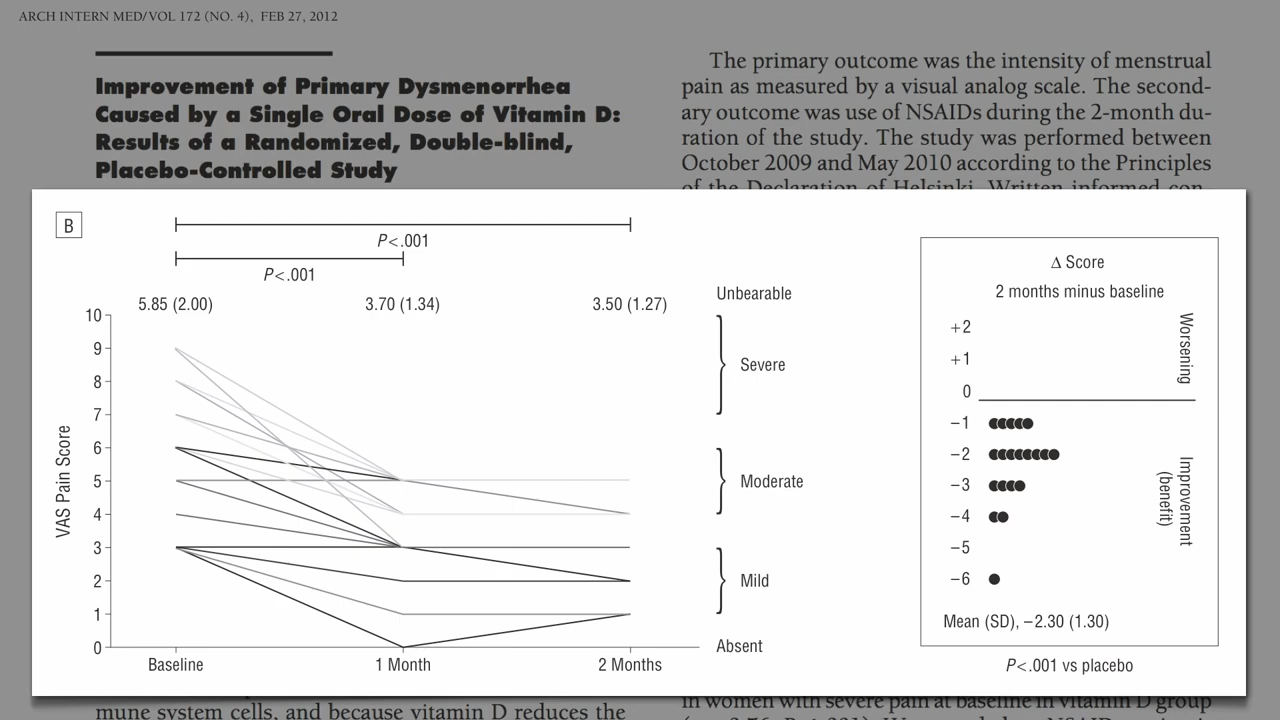 ARCH INTERN MED/VOL 172 (NO. 4), FEB 27, 2012
Improvement of Primary Dysmenorrhea
Caused by a Single Oral Dose of Vitamin D:
Results of a Randomized, Double-blind,
Placebo-Controlled Study
The primary outcome was the intensity of menstrual
pain as measured by a visual analog scale. The second-
ary outcome was use of NSAIDs during the 2-month du-
ration of the study. The study was performed between
October 2009 and May 2010 according to the Principles
of the Declaration of Helsinki. Written informed con-
B
P<.001
P<.001
5.85 (2.00) 3.70 (1.34) 3.50 (1.27)
VAS Pain Score
10
9
8
7
6
5
4
3
2
1
0
Baseline 1 Month 2 Months
Unbearable
Severe
Moderate
Mild
Absent
Δ Score
2 months minus baseline
+2
+1
0
−1
−2
−3
−4
−5
−6
Worsening
Improvement
(benefit)
Mean (SD), −2.30 (1.30)
P<.001 vs placebo
mune system cells, and because vitamin D reduces the
in women with severe pain at baseline in vitamin D group